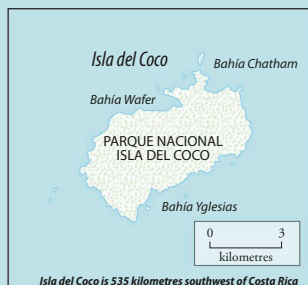 Isla del Coco
Bahía Chatham
Bahía Wafer
PARQUE NACIONAL
ISLA DEL COCO
Bahía Yglesias
0 3
kilometres
Isla del Coco is 535 kilometres southwest of Costa Rica